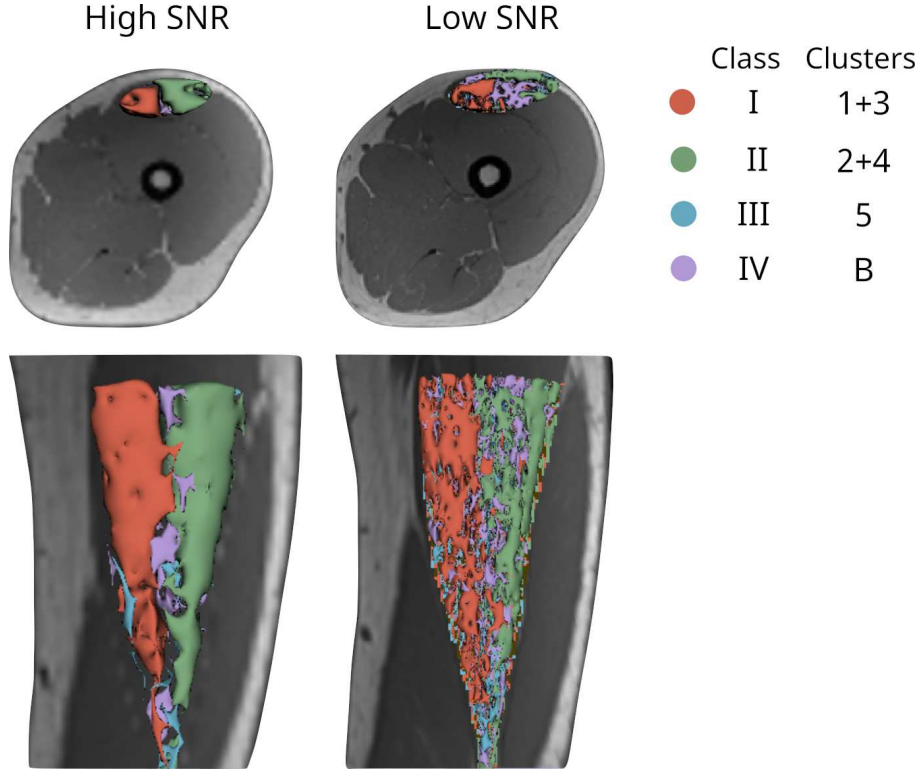 High SNR
Low SNR
Class Clusters
I 1+3
II 2+4
III 5
IV B